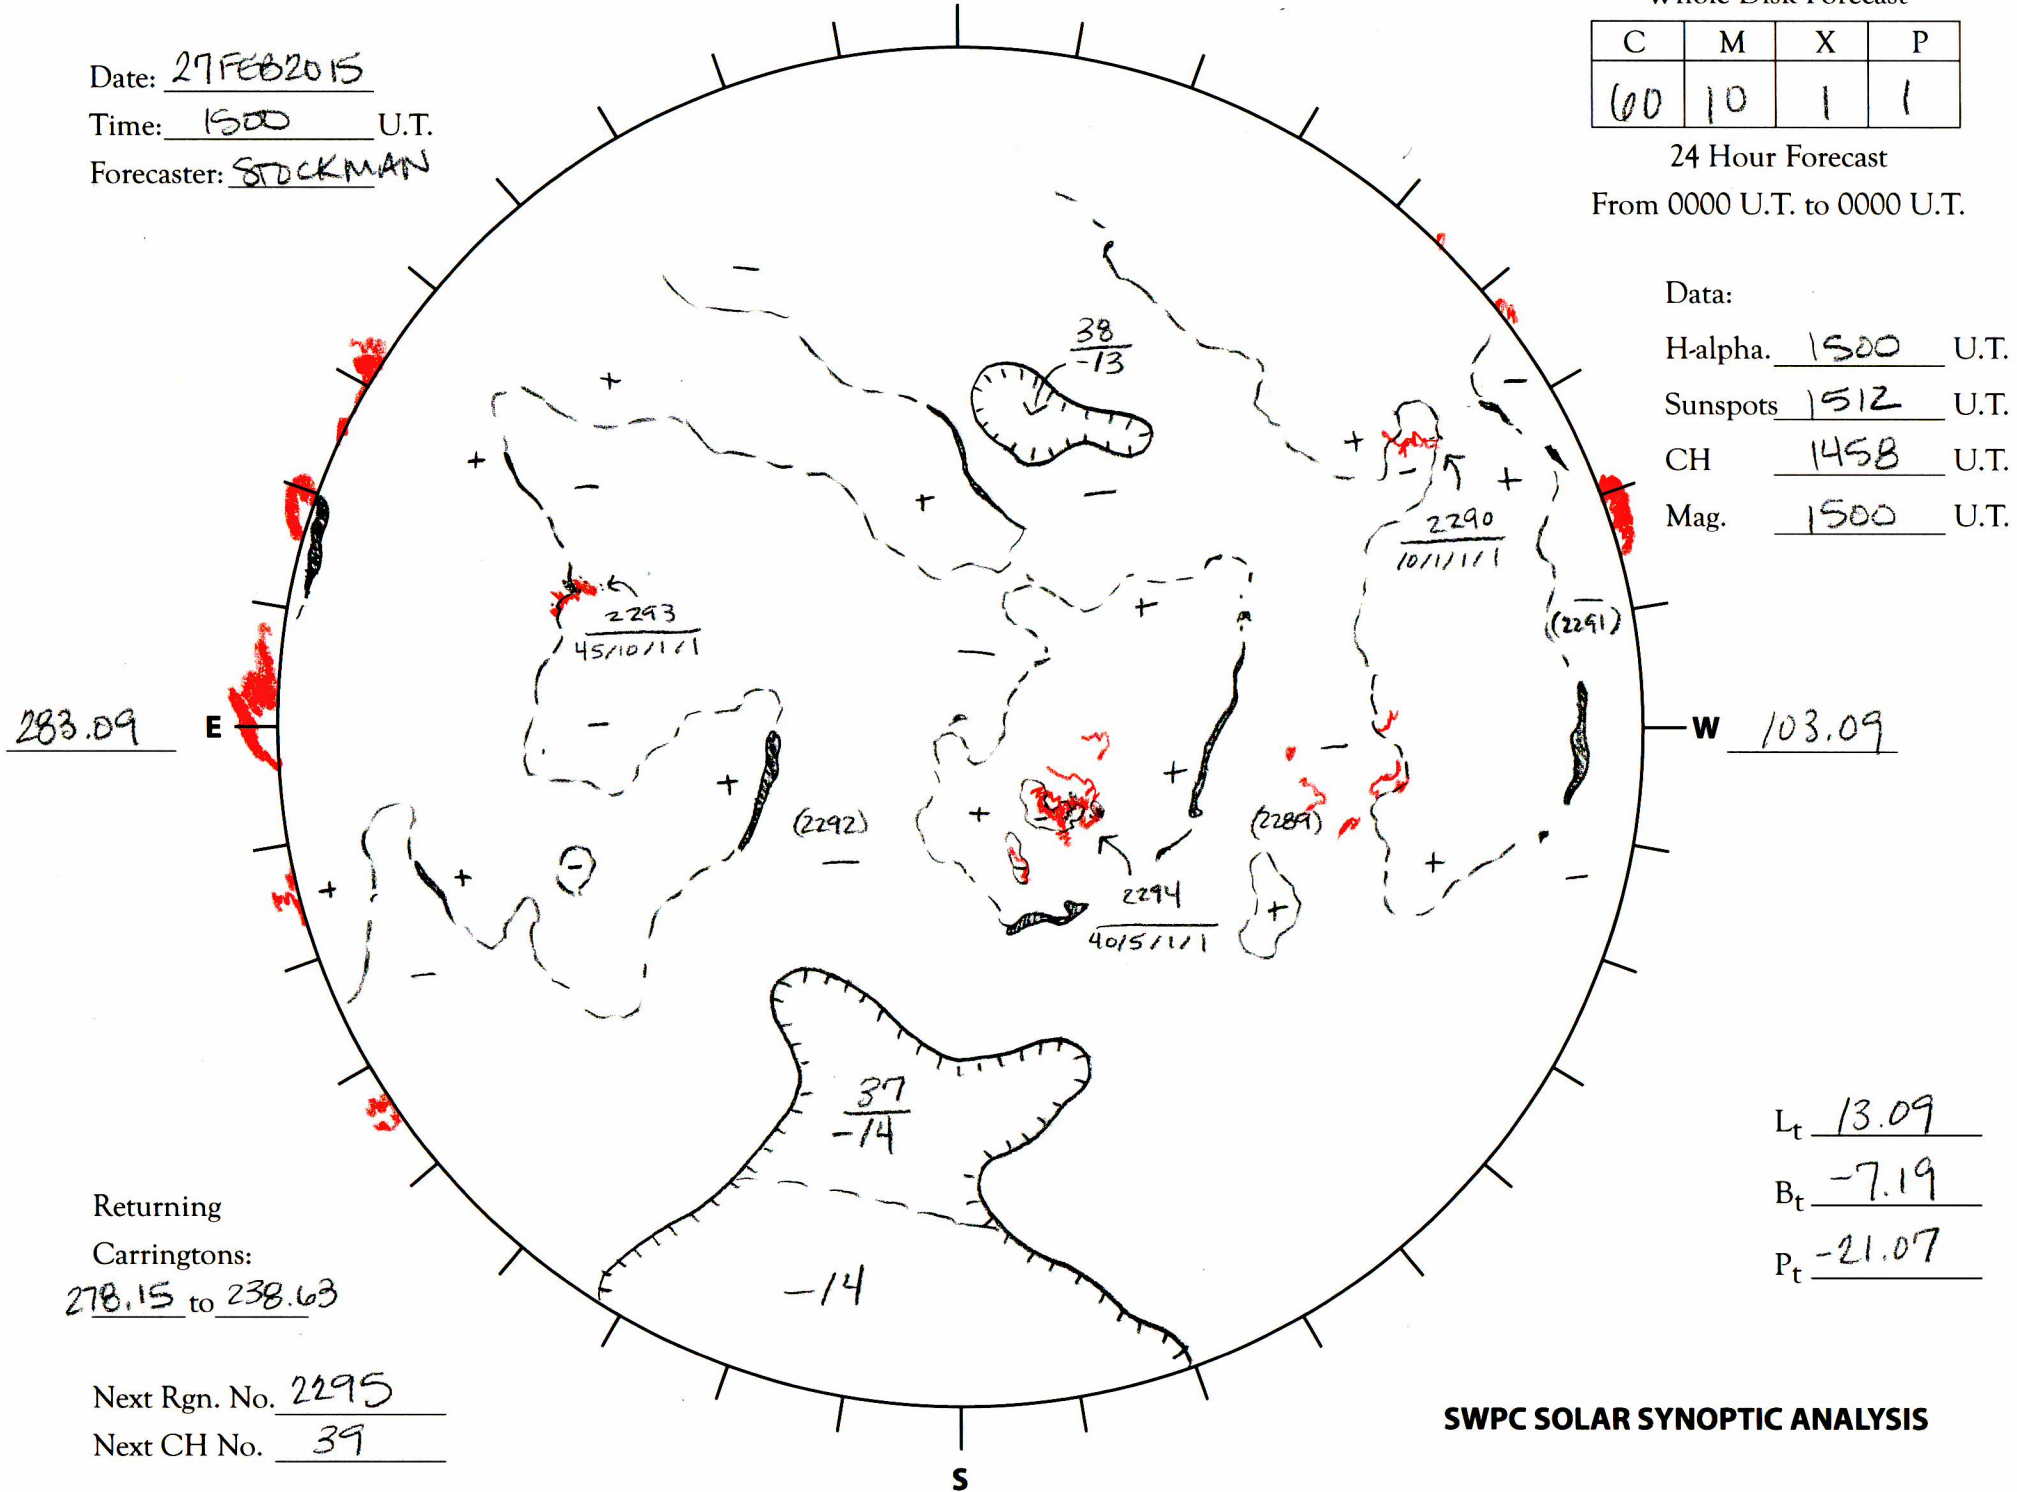 Whole Disk Forecast
C M X P
60 10 1 1
24 Hour Forecast
From 0000 U.T. to 0000 U.T.
Date: 27FEB2015
Time: 1500 U.T.
Forecaster: STOCKMAN
Data:
H-alpha. 1500 U.T.
Sunspots 1512 U.T.
CH 1458 U.T.
Mag. 1500 U.T.
38
-13
2290
10/1/1/1
2293
45/10/1/1
(2291)
283.09 E
W 103.09
(2292)
(2289)
2294
40/5/1/1
37
-14
-14
Lt 13.09
Bt -7.19
Pt -21.07
Returning
Carringtons:
278.15 to 238.63
Next Rgn. No. 2295
Next CH No. 39
SWPC SOLAR SYNOPTIC ANALYSIS
S